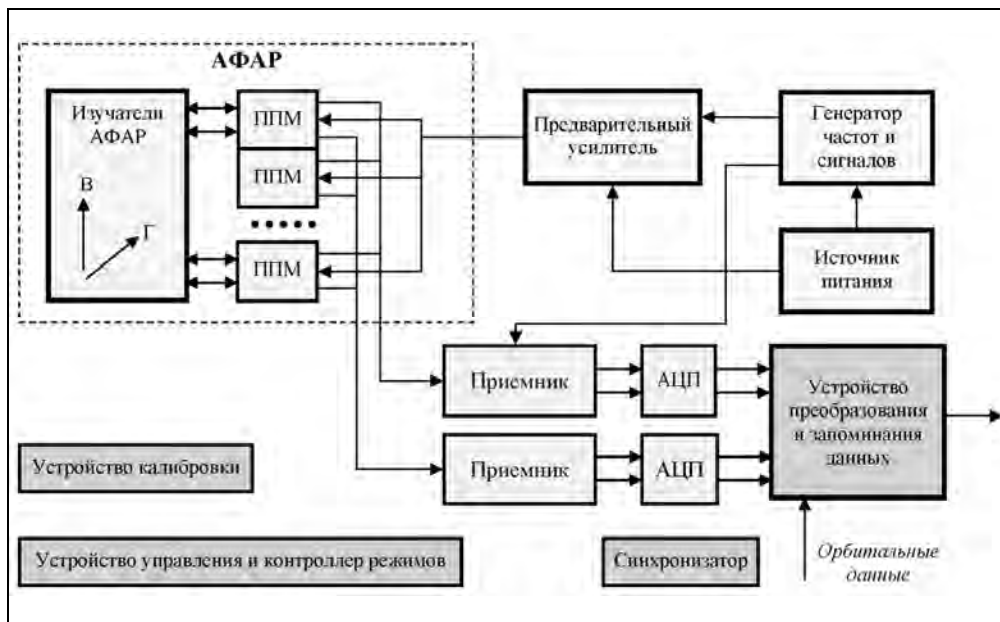 АФАР
Изучатели
АФАР
В
Г
ППМ
ППМ
ППМ
Предварительный
усилитель
Генератор
частот и
сигналов
Источник
питания
Приемник
АЦП
Приемник
АЦП
Устройство
преобразования
и запоминания
данных
Устройство калибровки
Устройство управления и контроллер режимов
Синхронизатор
Орбитальные
данные